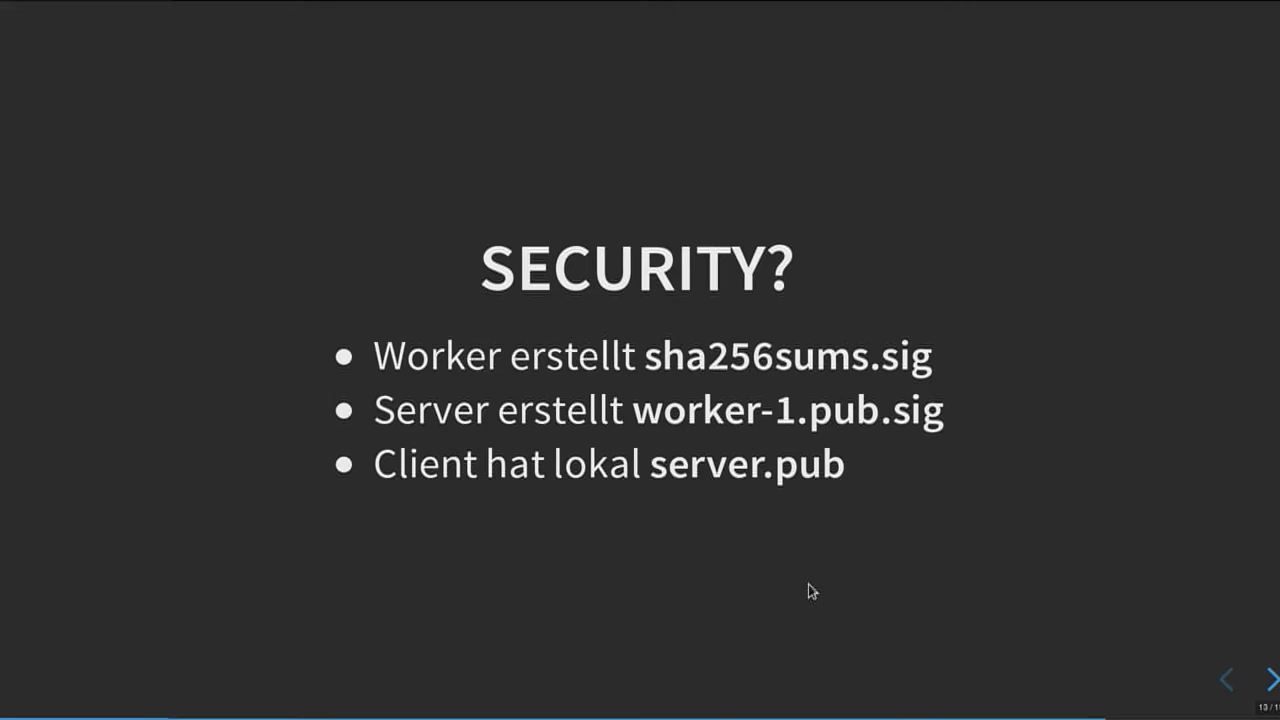 SECURITY?
Worker erstellt sha256sums.sig
Server erstellt worker-1.pub.sig
Client hat lokal server.pub